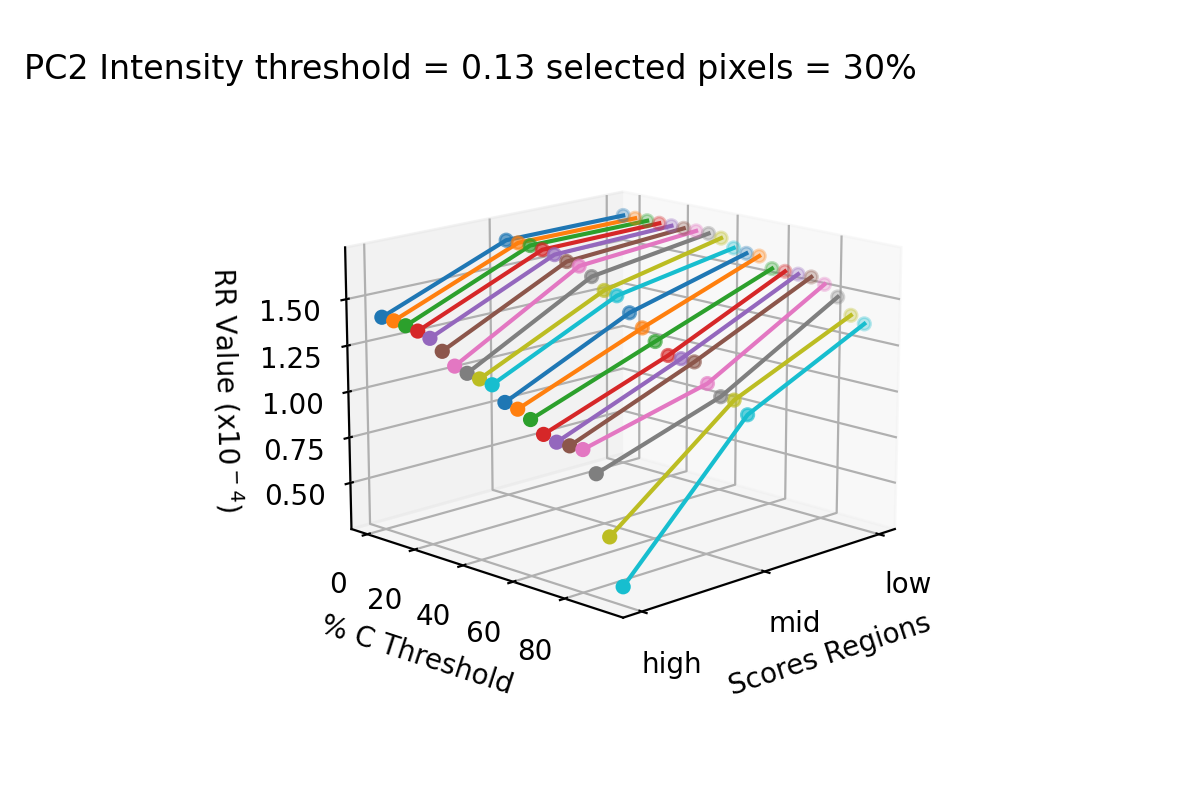 PC2 Intensity threshold = 0.13 selected pixels = 30%
RR Value (x10⁻⁴)
1.50
1.25
1.00
0.75
0.50
0
20
40
60
80
% C Threshold
low
mid
high
Scores Regions